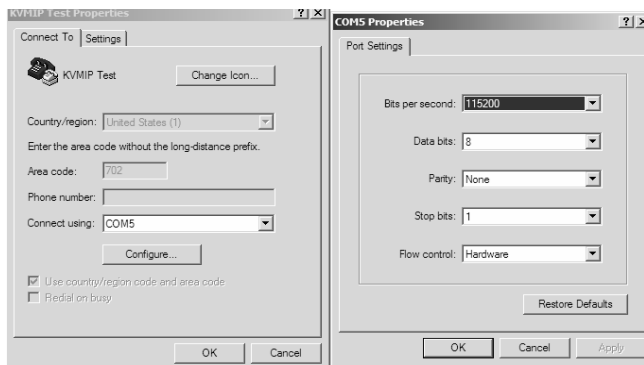 KVMIP Test Properties
Connect To
Settings
KVMIP Test
Change Icon...
Country/region: United States (1)
Enter the area code without the long-distance prefix.
Area code: 702
Phone number:
Connect using: COM5
Configure...
Use country/region code and area code
Redial on busy
OK
Cancel
COM5 Properties
Port Settings
Bits per second: 115200
Data bits: 8
Parity: None
Stop bits: 1
Flow control: Hardware
Restore Defaults
OK
Cancel
Apply